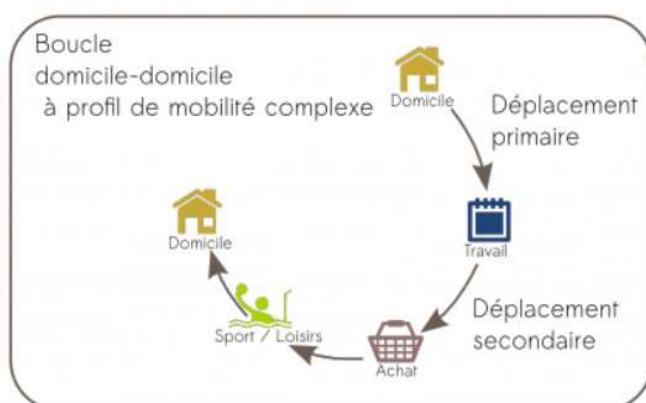 Boucle
domicile-domicile
à profil de mobilité complexe
Domicile
Déplacement
primaire
Travail
Déplacement
secondaire
Achat
Sport / Loisirs
Domicile